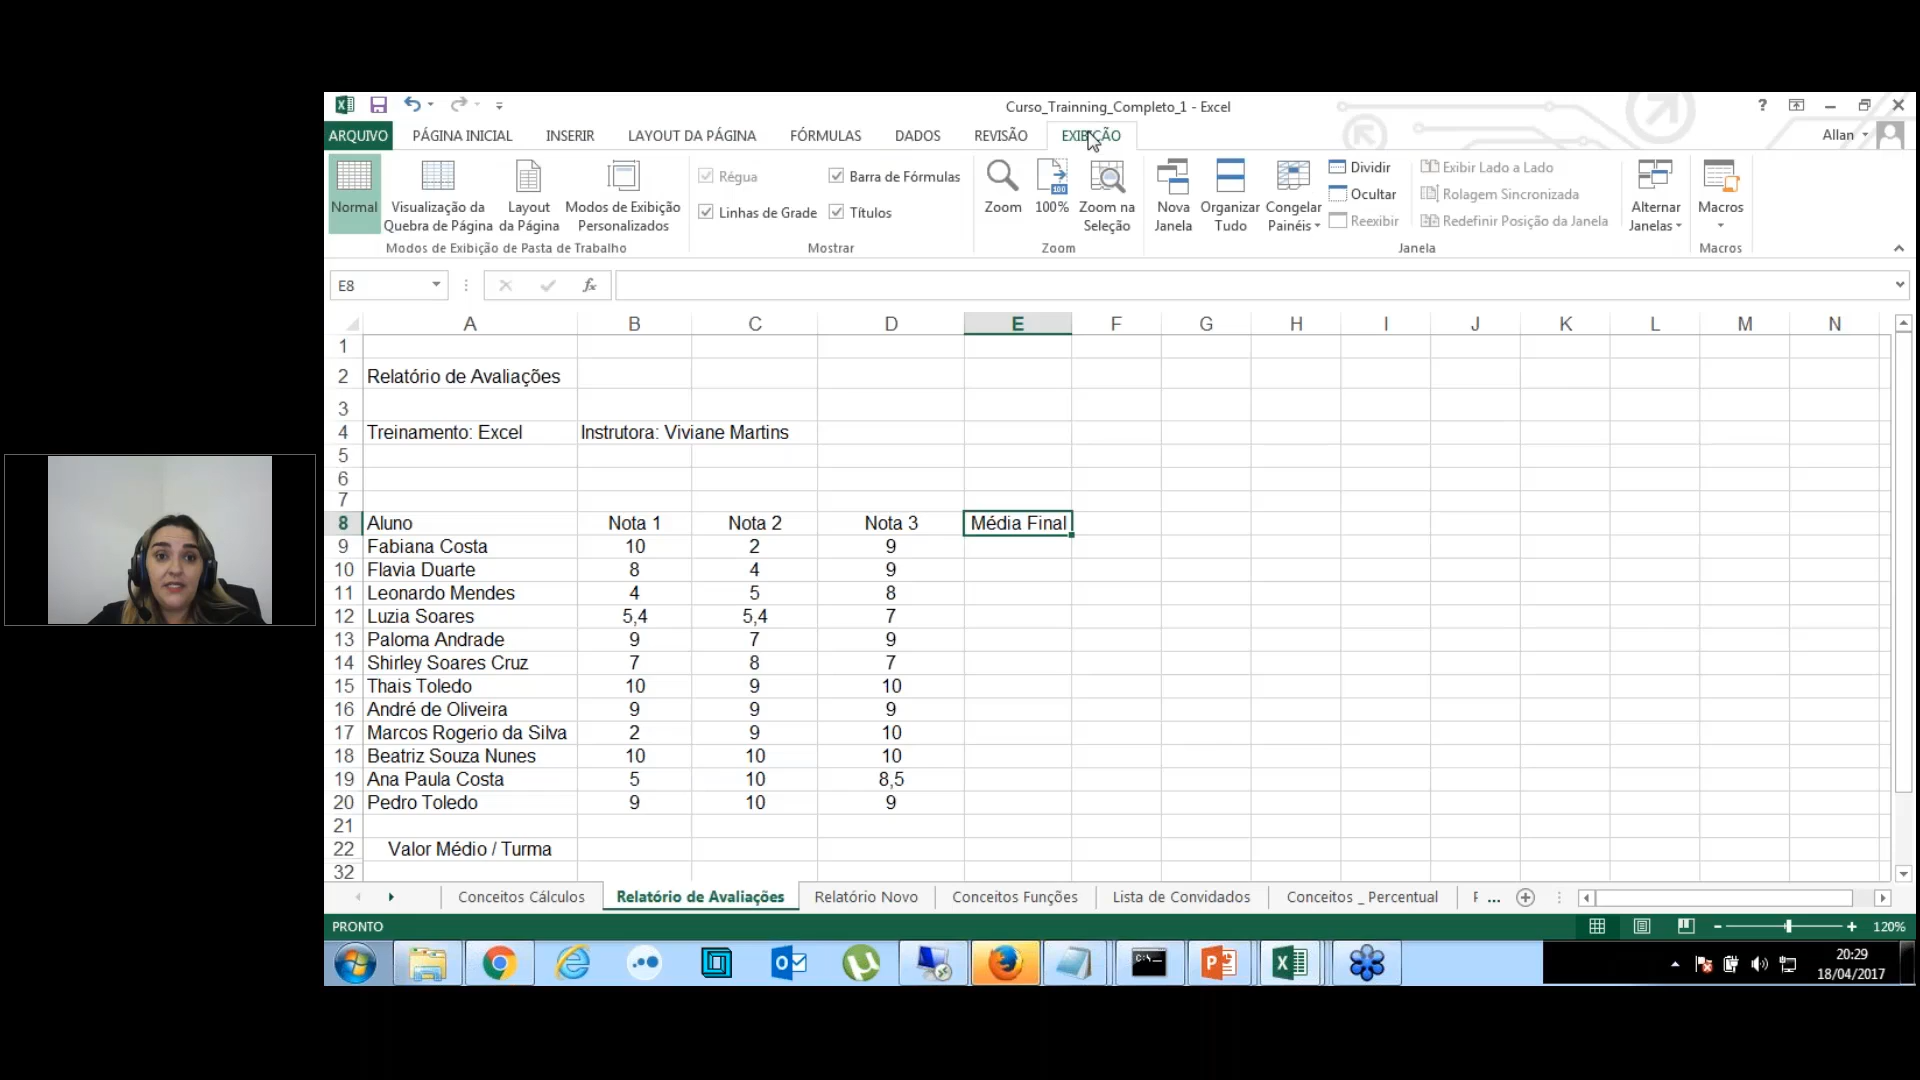 Curso_Trainning_Completo_1 - Excel
?
ARQUIVO PÁGINA INICIAL INSERIR LAYOUT DA PÁGINA FÓRMULAS DADOS REVISÃO EXIBIÇÃO Allan
Normal
Visualização da Quebra de Página
Layout da Página
Modos de Exibição Personalizados
Modos de Exibição de Pasta de Trabalho
Régua Barra de Fórmulas
Linhas de Grade Títulos
Mostrar
Zoom
100%
Zoom na Seleção
Zoom
Nova Janela
Organizar Tudo
Congelar Painéis
Dividir
Ocultar
Reexibir
Exibir Lado a Lado
Rolagem Sincronizada
Redefinir Posição da Janela
Janela
Alternar Janelas
Macros
Macros
E8 fx
A B C D E F G H I J K L M N
1
2 Relatório de Avaliações
3
4 Treinamento: Excel Instrutora: Viviane Martins
5
6
7
8 Aluno Nota 1 Nota 2 Nota 3 Média Final
9 Fabiana Costa 10 2 9
10 Flavia Duarte 8 4 9
11 Leonardo Mendes 4 5 8
12 Luzia Soares 5,4 5,4 7
13 Paloma Andrade 9 7 9
14 Shirley Soares Cruz 7 8 7
15 Thais Toledo 10 9 10
16 André de Oliveira 9 9 9
17 Marcos Rogerio da Silva 2 9 10
18 Beatriz Souza Nunes 10 10 10
19 Ana Paula Costa 5 10 8,5
20 Pedro Toledo 9 10 9
21
22 Valor Médio / Turma
32
Conceitos Cálculos Relatório de Avaliações Relatório Novo Conceitos Funções Lista de Convidados Conceitos _ Percentual ...
PRONTO 120%
20:29
18/04/2017